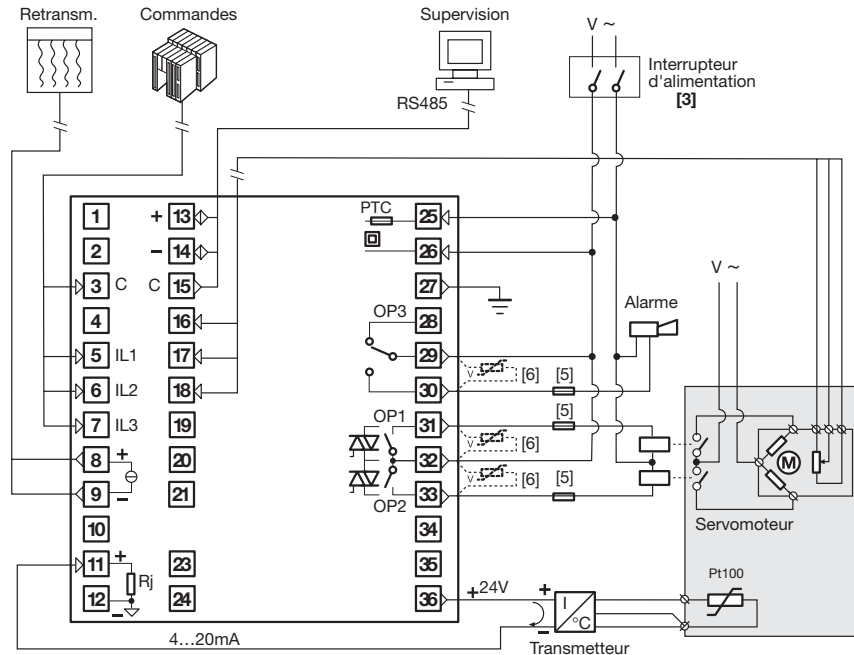 Retransm.
Commandes
Supervision
V ~
Interrupteur
d'alimentation
[3]
RS485
PTC
1
+ 13
25
2
− 14
26
3 C
C 15
27
V ~
4
16
OP3
28
Alarme
5 IL1
17
29
[6]
[5]
6 IL2
18
30
[5]
7 IL3
19
OP1
31
8 +
20
32
[6]
9 −
21
33
[6]
[5]
OP2
M
Servomoteur
10
34
11 +
23
35
Rj
Pt100
12 −
24
36
+24V
+
−
I
°C
V
V
V
4...20mA
Transmetteur